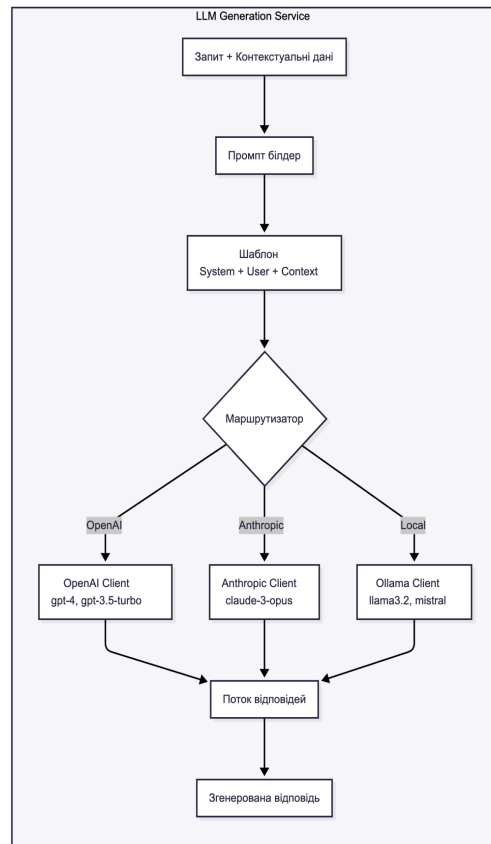 LLM Generation Service
Запит + Контекстуальні дані
Промпт білдер
Шаблон
System + User + Context
Маршрутизатор
OpenAI
Anthropic
Local
OpenAI Client
gpt-4, gpt-3.5-turbo
Anthropic Client
claude-3-opus
Ollama Client
llama3.2, mistral
Поток відповідей
Згенерована відповідь